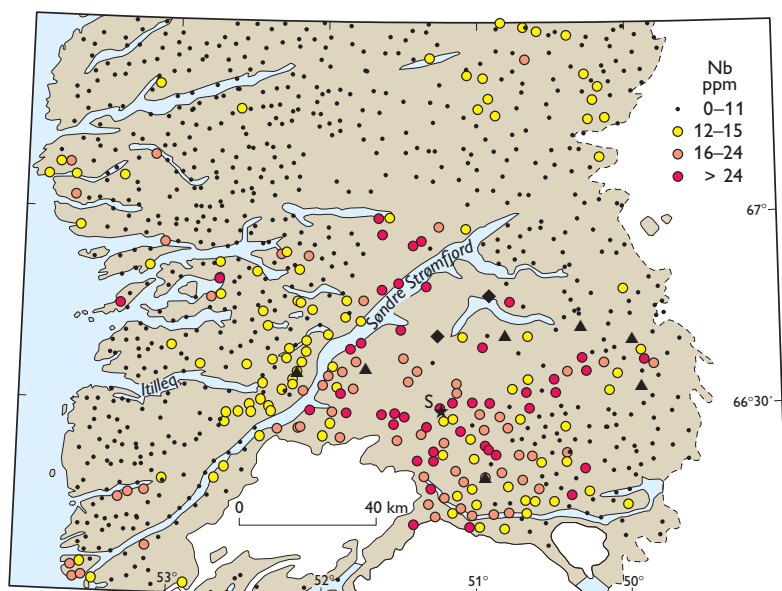 Nb
ppm
0–11
12–15
16–24
> 24
67°
Søndre Strømfjord
Itilleq
S
66°30′
0 40 km
53° 52° 51° 50°